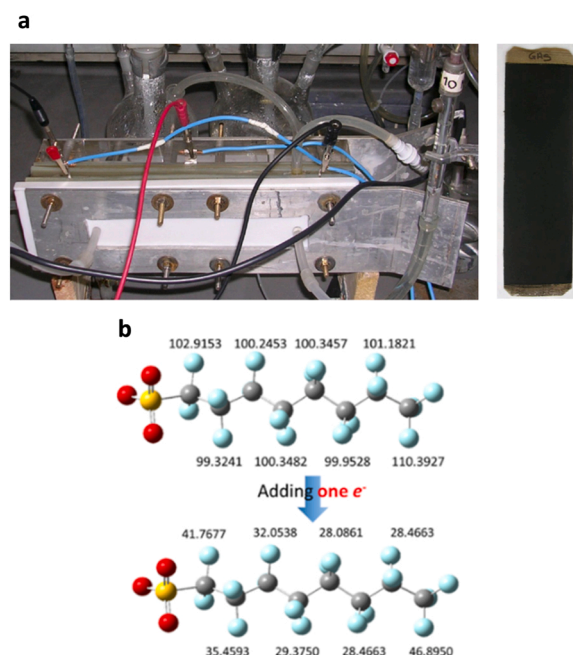 a
GA5
10
b
102.9153 100.2453 100.3457 101.1821
99.3241 100.3482 99.9528 110.3927
Adding one e-
41.7677 32.0538 28.0861 28.4663
35.4593 29.3750 28.4663 46.8950